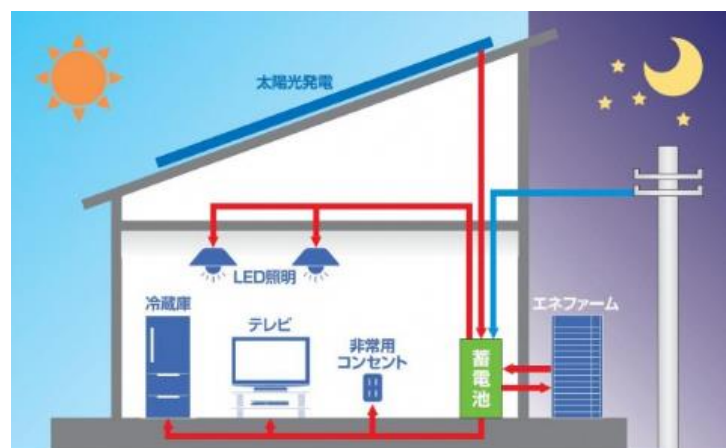 太陽光発電
LED照明
冷蔵庫
テレビ
非常用
コンセント
蓄電池
エネファーム